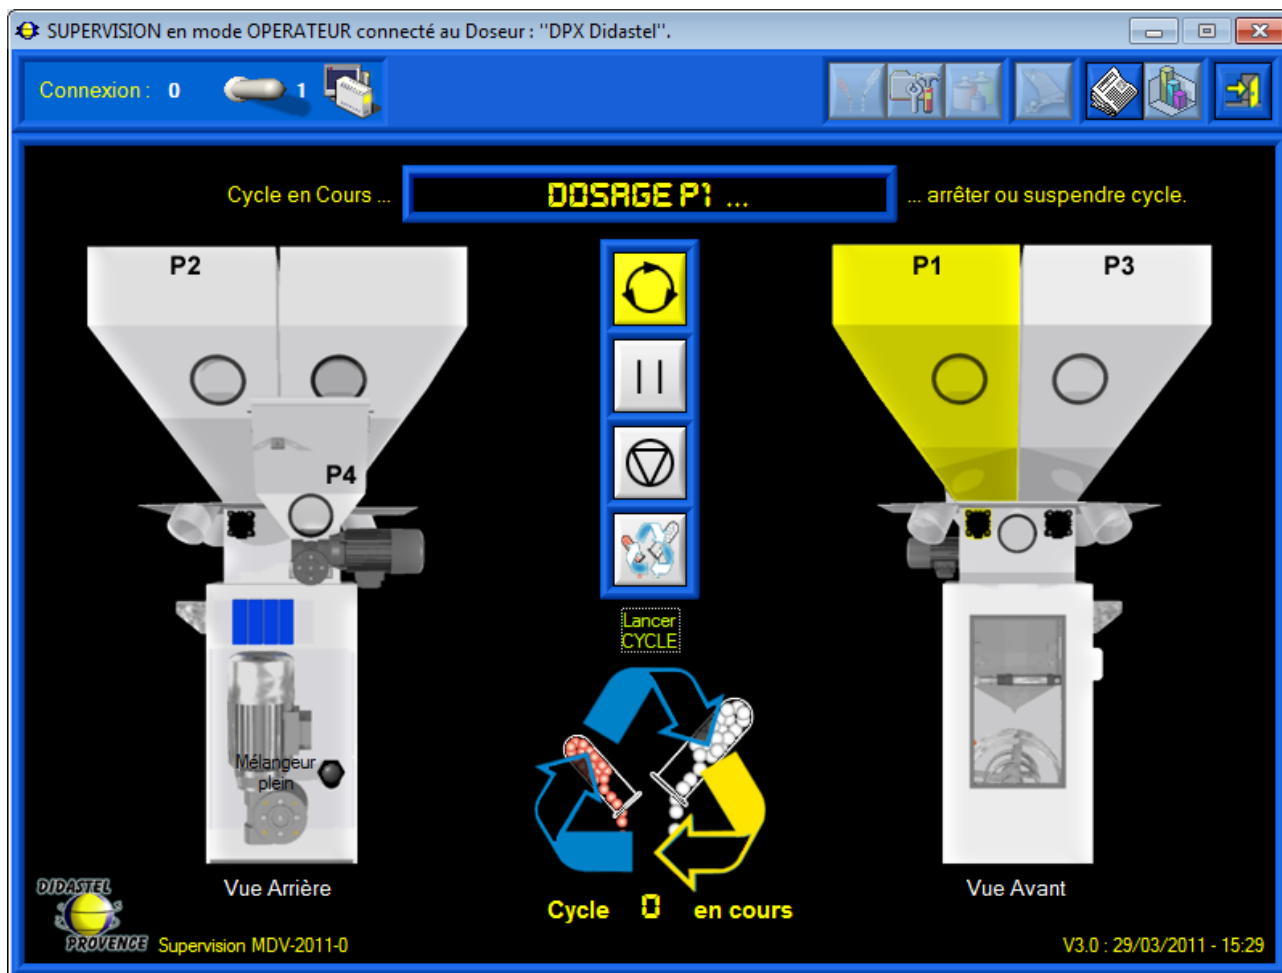 SUPERVISION en mode OPERATEUR connecté au Doseur : "DPX Didastel".
Connexion : 0 1
Cycle en Cours ... DOSAGE P1 ... ... arrêter ou suspendre cycle.
P2 P1 P3
P4
Lancer
CYCLE
Mélangeur
plein
Vue Arrière Vue Avant
DIDASTEL
PROVENCE
Cycle 0 en cours
Supervision MDV-2011-0 V3.0 : 29/03/2011 - 15:29